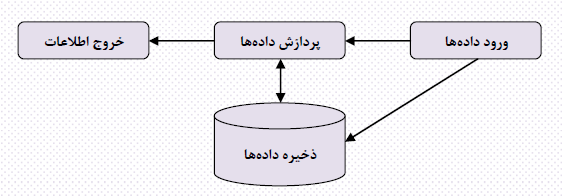 ورود داده‌ها
پردازش داده‌ها
خروج اطلاعات
ذخیره داده‌ها